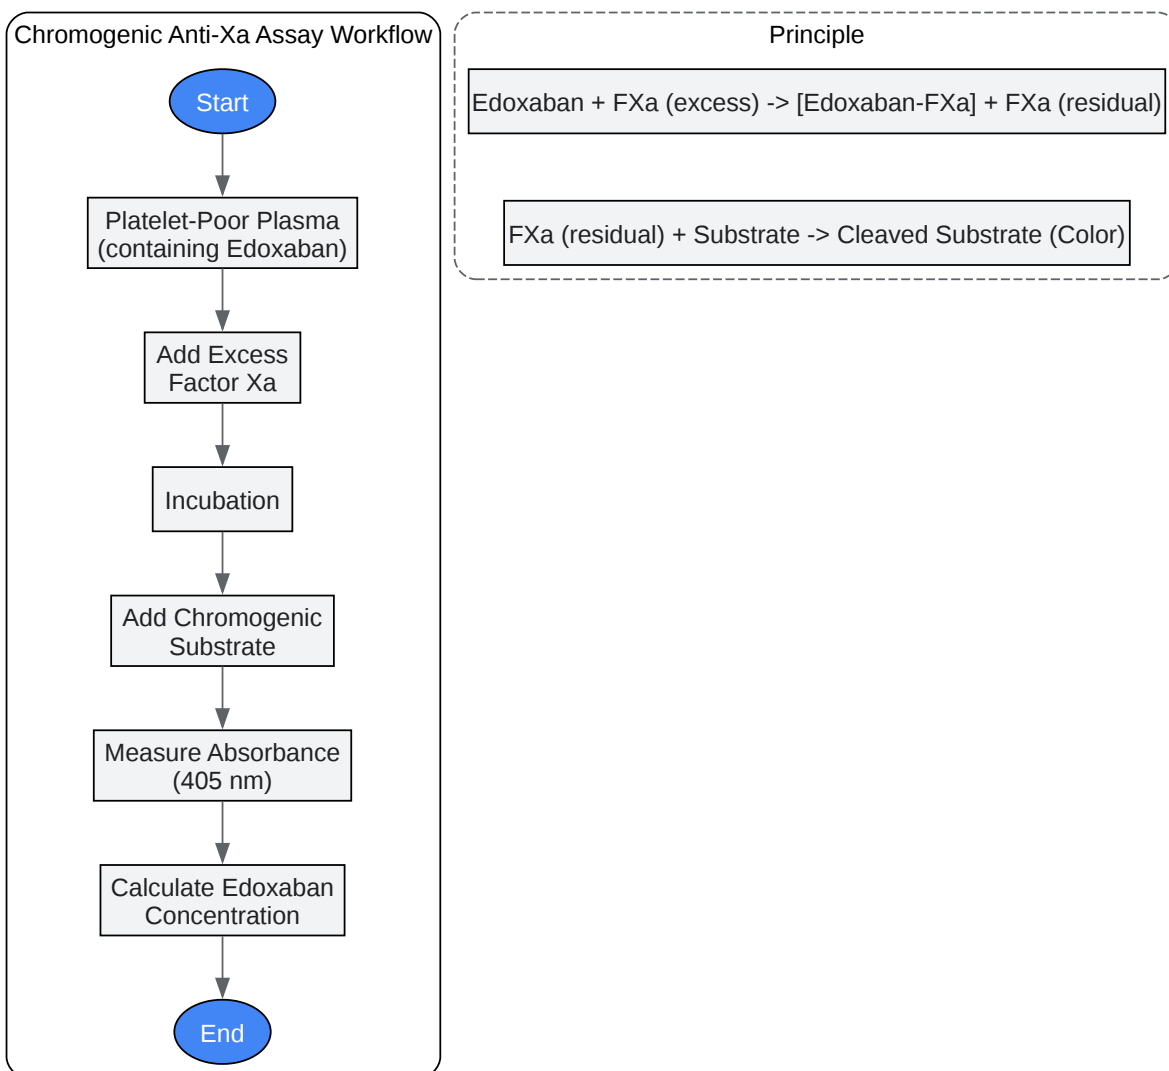 Chromogenic Anti-Xa Assay Workflow
Start
Platelet-Poor Plasma
(containing Edoxaban)
Add Excess
Factor Xa
Incubation
Add Chromogenic
Substrate
Measure Absorbance
(405 nm)
Calculate Edoxaban
Concentration
End
Principle
Edoxaban + FXa (excess) -> [Edoxaban-FXa] + FXa (residual)
FXa (residual) + Substrate -> Cleaved Substrate (Color)